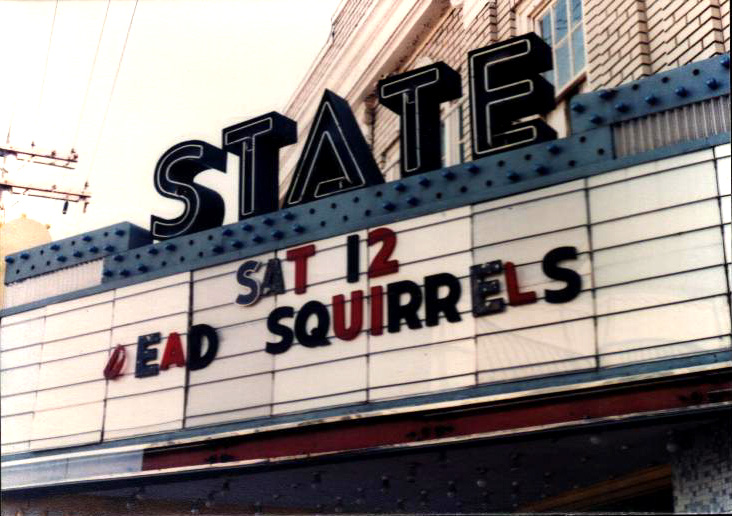 STATE
SAT 12
DEAD SQUIRRELS